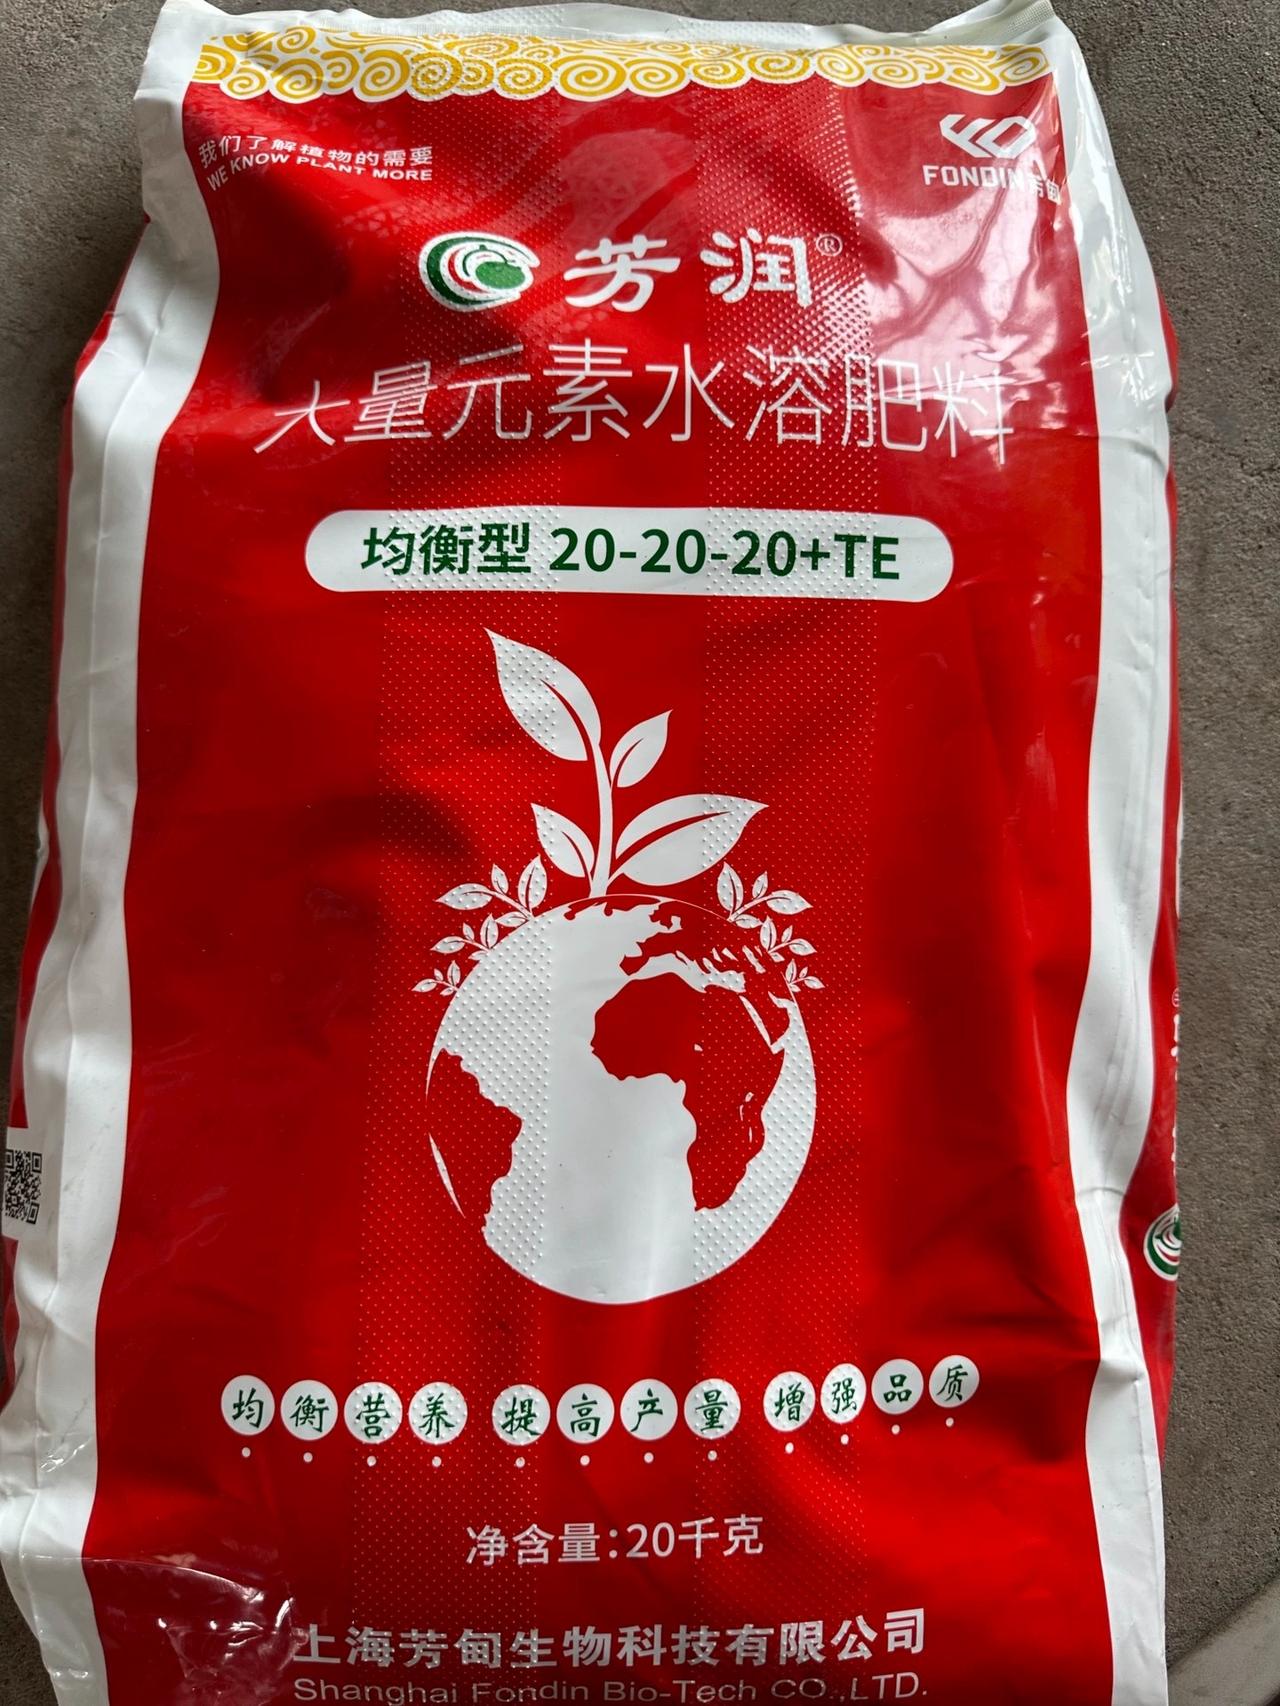 我们了解植物的需要
WE KNOW PLANT MORE
FONDIN 芳甸
芳润®
大量元素水溶肥料
均衡型 20-20-20+TE
均衡营养 提高产量 增强品质
净含量:20千克
上海芳甸生物科技有限公司
Shanghai Fondin Bio-Tech CO.,LTD.